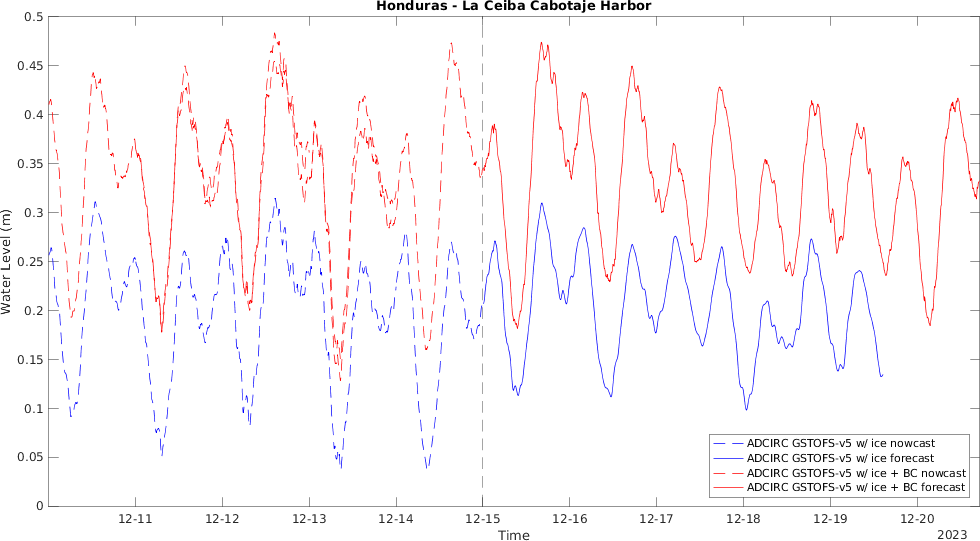 Honduras - La Ceiba Cabotaje Harbor
0.5
0.45
0.4
0.35
0.3
0.25
0.2
0.15
0.1
0.05
0
Water Level (m)
ADCIRC GSTOFS-v5 w/ ice nowcast
ADCIRC GSTOFS-v5 w/ ice forecast
ADCIRC GSTOFS-v5 w/ ice + BC nowcast
ADCIRC GSTOFS-v5 w/ ice + BC forecast
12-11 12-12 12-13 12-14 12-15 12-16 12-17 12-18 12-19 12-20
Time
2023